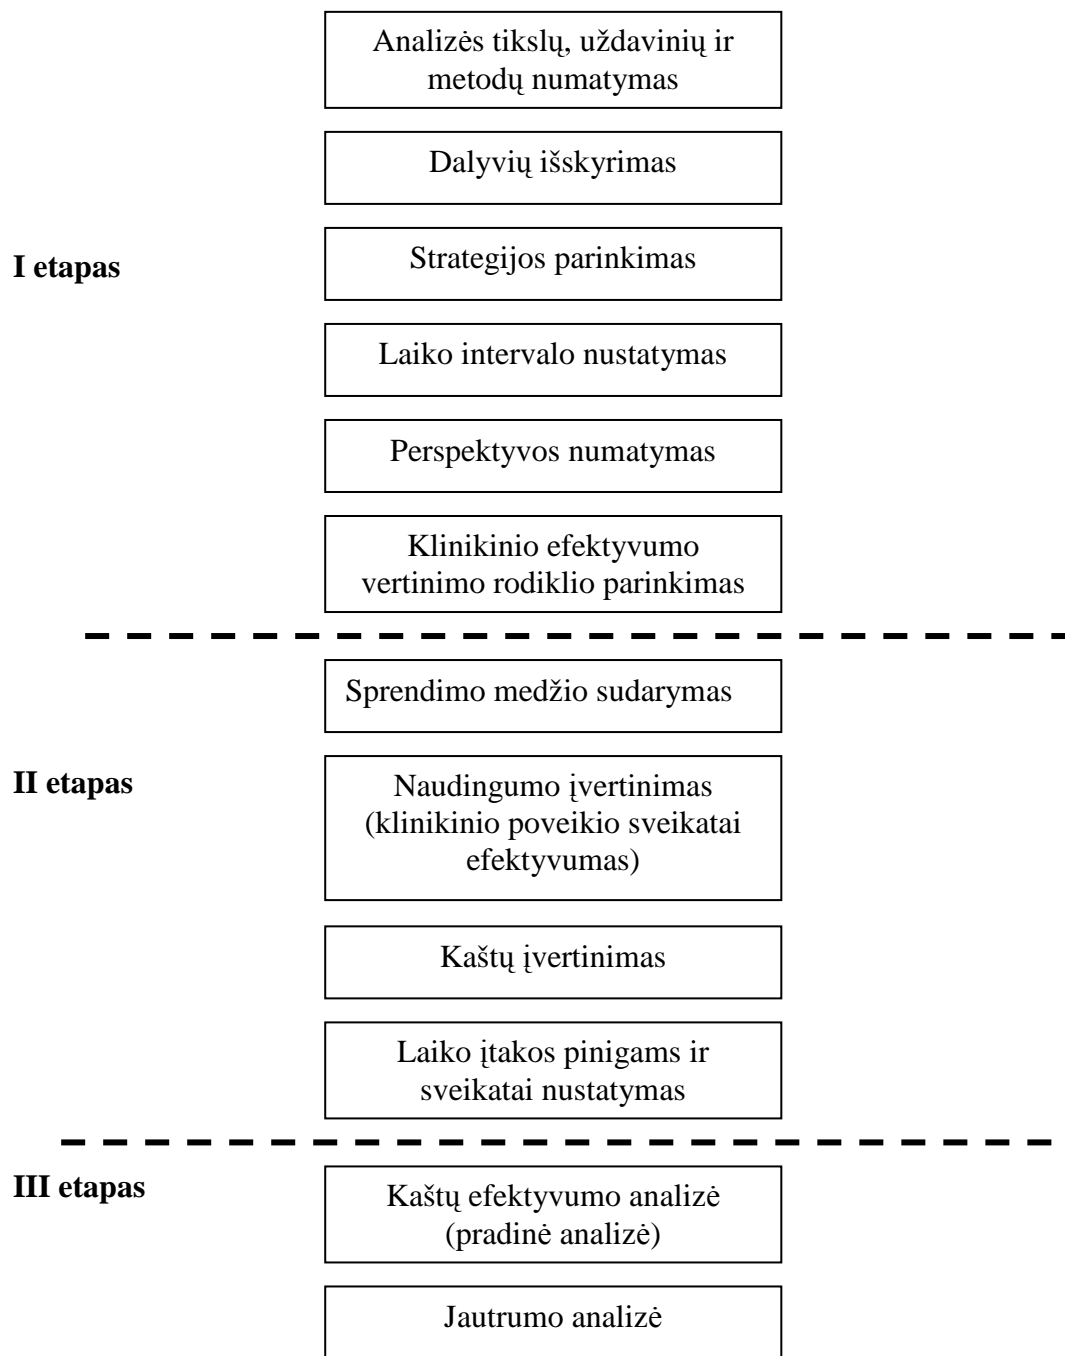 Analizės tikslų, uždavinių ir
metodų numatymas
Dalyvių išskyrimas
I etapas
Strategijos parinkimas
Laiko intervalo nustatymas
Perspektyvos numatymas
Klinikinio efektyvumo
vertinimo rodiklio parinkimas
Sprendimo medžio sudarymas
II etapas
Naudingumo įvertinimas
(klinikinio poveikio sveikatai
efektyvumas)
Kaštų įvertinimas
Laiko įtakos pinigams ir
sveikatai nustatymas
III etapas
Kaštų efektyvumo analizė
(pradinė analizė)
Jautrumo analizė